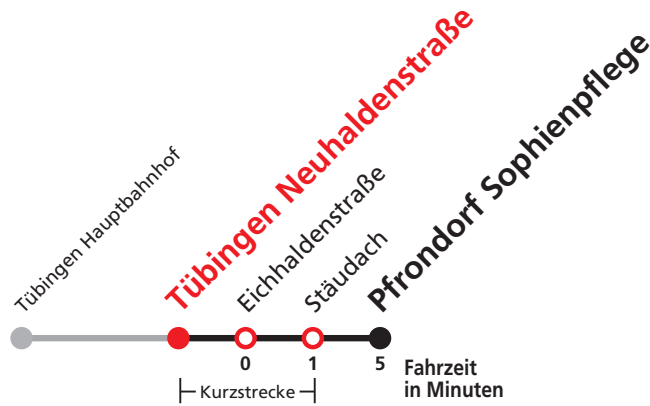 Tübingen Hauptbahnhof
Tübingen Neuhaldenstraße
Eichhaldenstraße
Stäudach
Pfrondorf Sophienpflege
0 1 5 Fahrzeit
in Minuten
Kurzstrecke